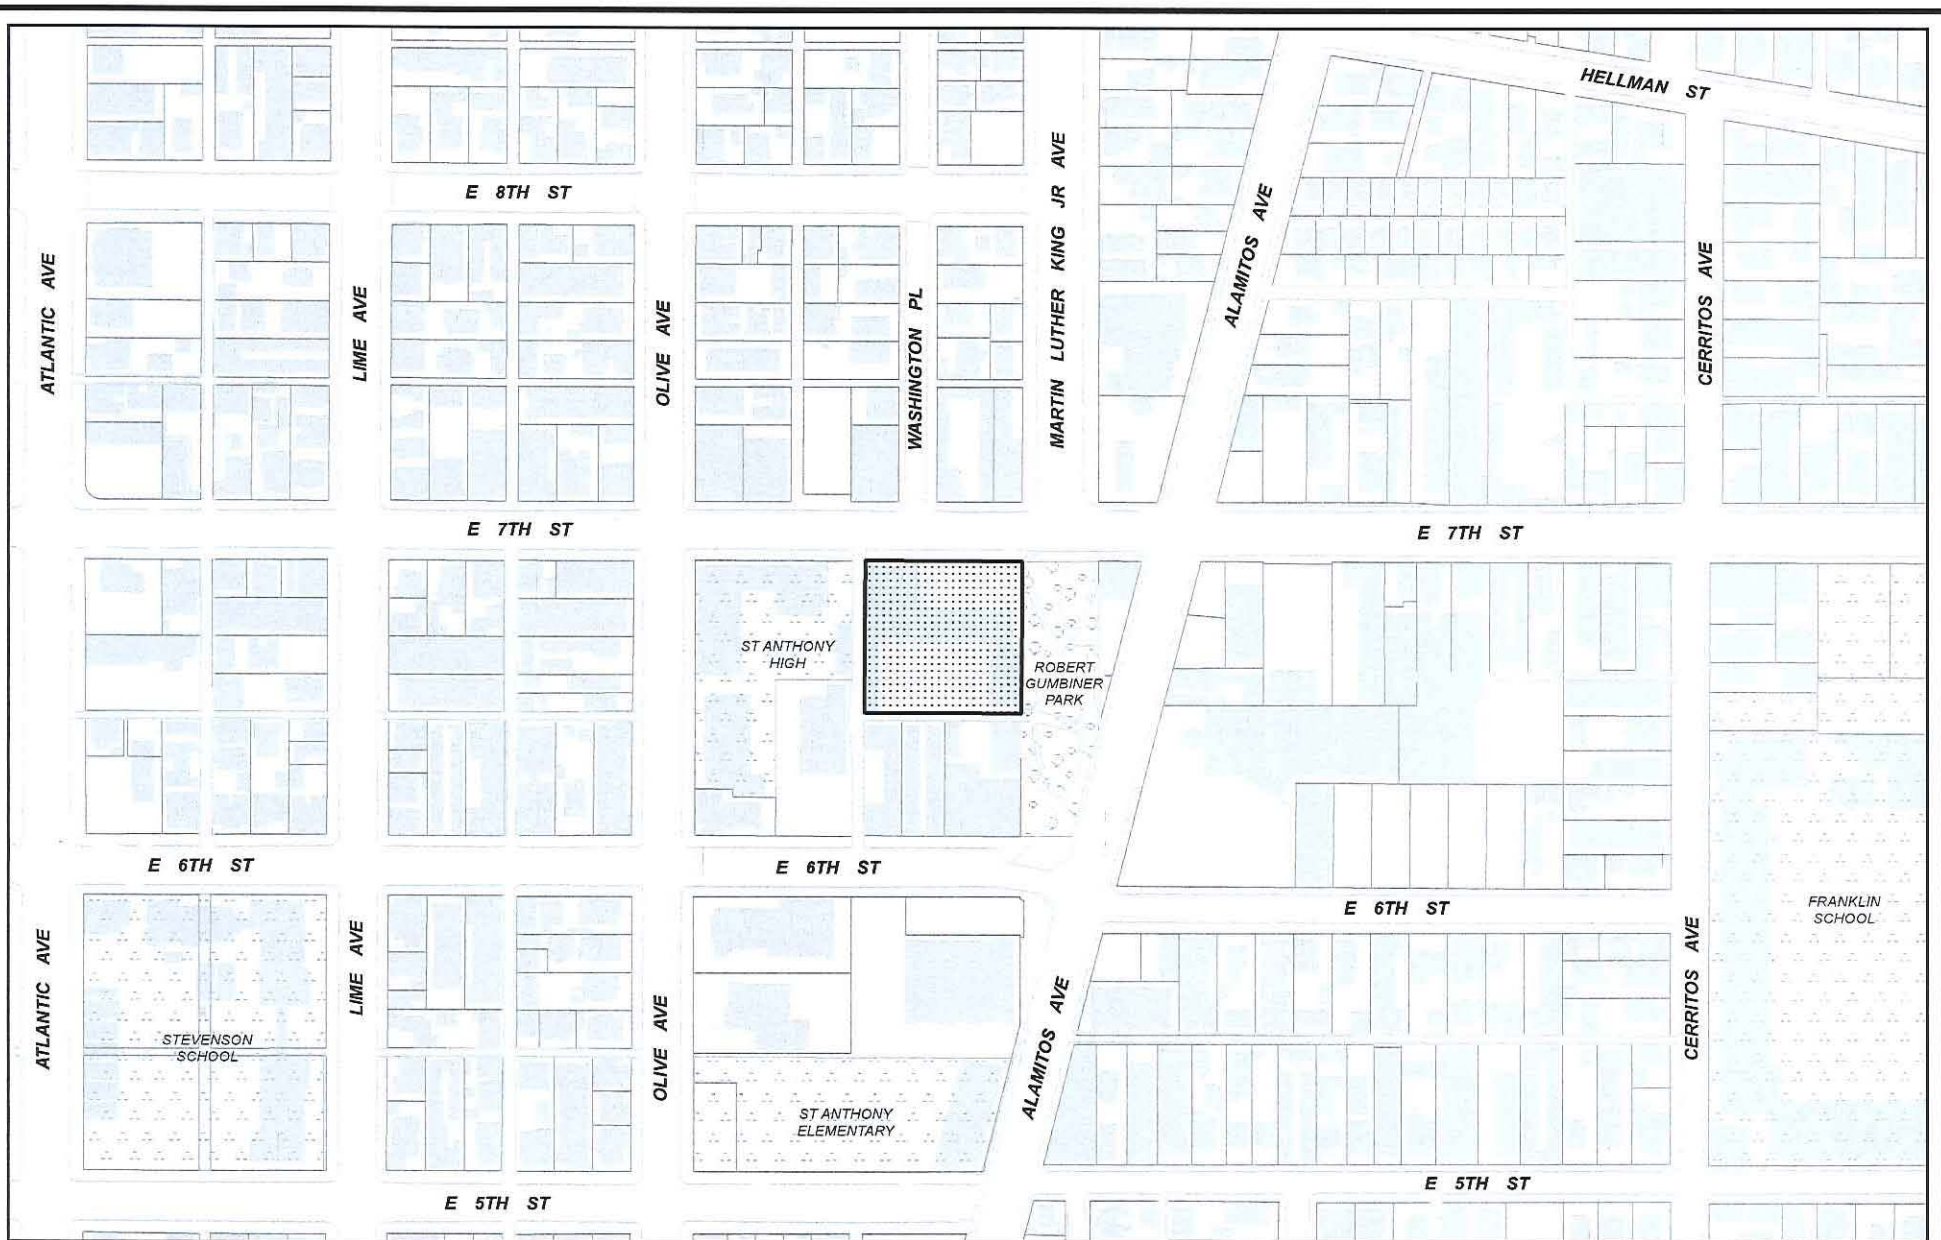 HELLMAN ST
E 8TH ST
ATLANTIC AVE
LIME AVE
OLIVE AVE
WASHINGTON PL
MARTIN LUTHER KING JR AVE
ALAMITOS AVE
CERRITOS AVE
E 7TH ST
E 7TH ST
ST ANTHONY
HIGH
ROBERT
GUMBINER
PARK
E 6TH ST
E 6TH ST
E 6TH ST
FRANKLIN
SCHOOL
ATLANTIC AVE
LIME AVE
OLIVE AVE
ALAMITOS AVE
CERRITOS AVE
STEVENSON
SCHOOL
ST ANTHONY
ELEMENTARY
E 5TH ST
E 5TH ST